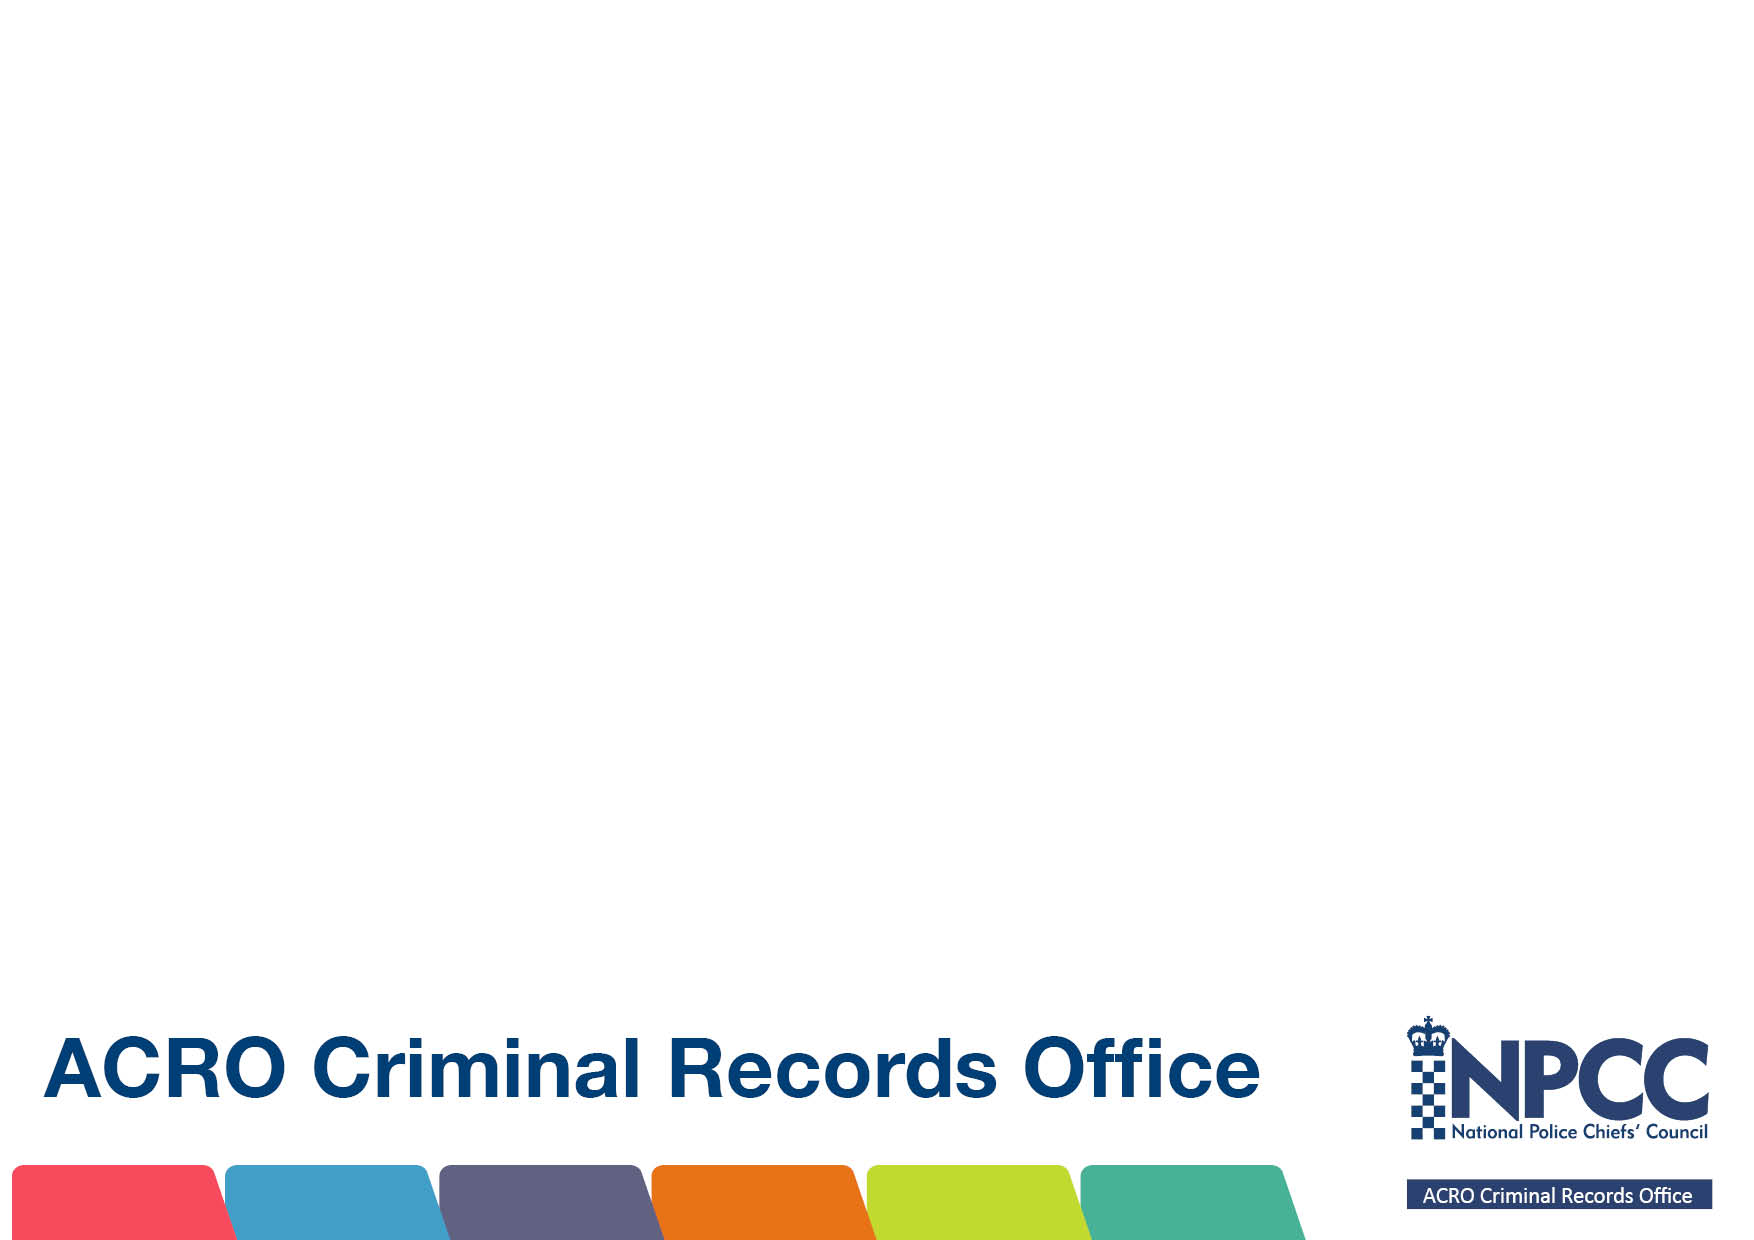 ACRO Criminal Records Office
NPCC
National Police Chiefs' Council
ACRO Criminal Records Office